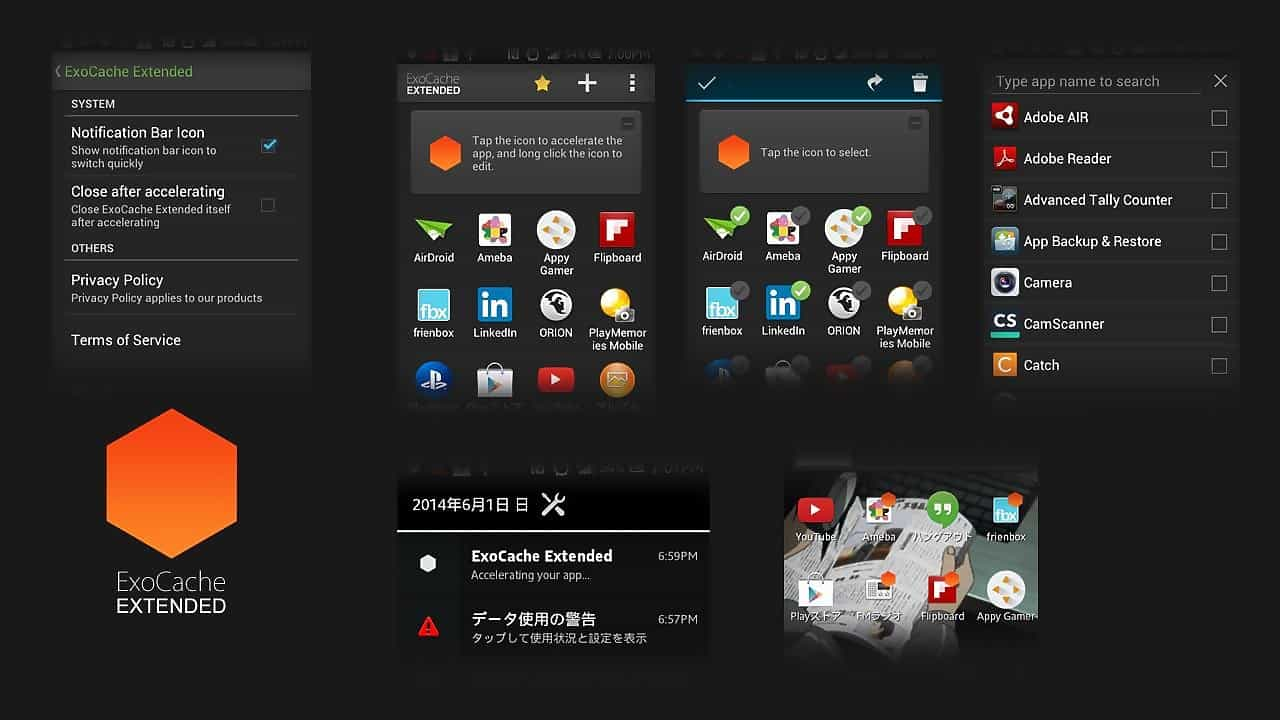 ExoCache Extended
SYSTEM
Notification Bar Icon
Show notification bar icon to
switch quickly
Close after accelerating
Close ExoCache Extended itself
after accelerating
OTHERS
Privacy Policy
Privacy Policy applies to our products
Terms of Service
ExoCache
EXTENDED
54% 7:00PM
ExoCache
EXTENDED
Tap the icon to accelerate the
app, and long click the icon to
edit.
AirDroid Ameba Appy Gamer Flipboard
frienbox LinkedIn ORION PlayMemories Mobile
Tap the icon to select.
AirDroid Ameba Appy Gamer Flipboard
frienbox LinkedIn ORION PlayMemories Mobile
Type app name to search
Adobe AIR
Adobe Reader
Advanced Tally Counter
App Backup & Restore
Camera
CamScanner
Catch
7:01PM
2014年6月1日 日
ExoCache Extended 6:59PM
Accelerating your app...
データ使用の警告 6:57PM
タップして使用状況と設定を表示
YouTube Ameba ハングアウト frienbox
Playストア FMラジオ Flipboard Appy Gamer